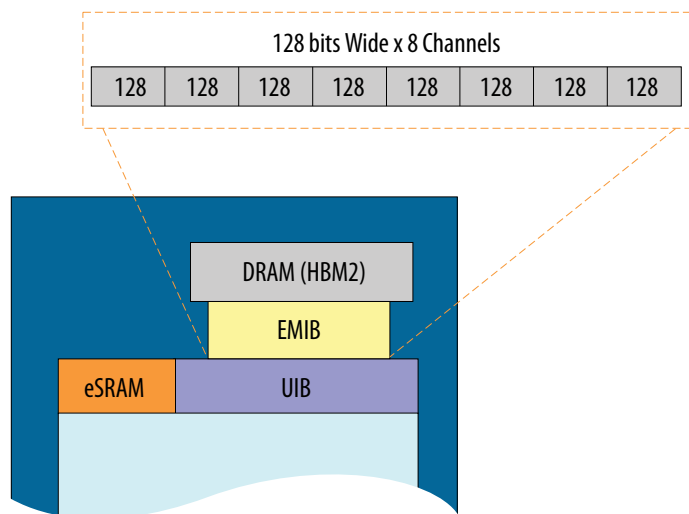 128 bits Wide x 8 Channels
128 128 128 128 128 128 128 128
DRAM (HBM2)
EMIB
eSRAM UIB